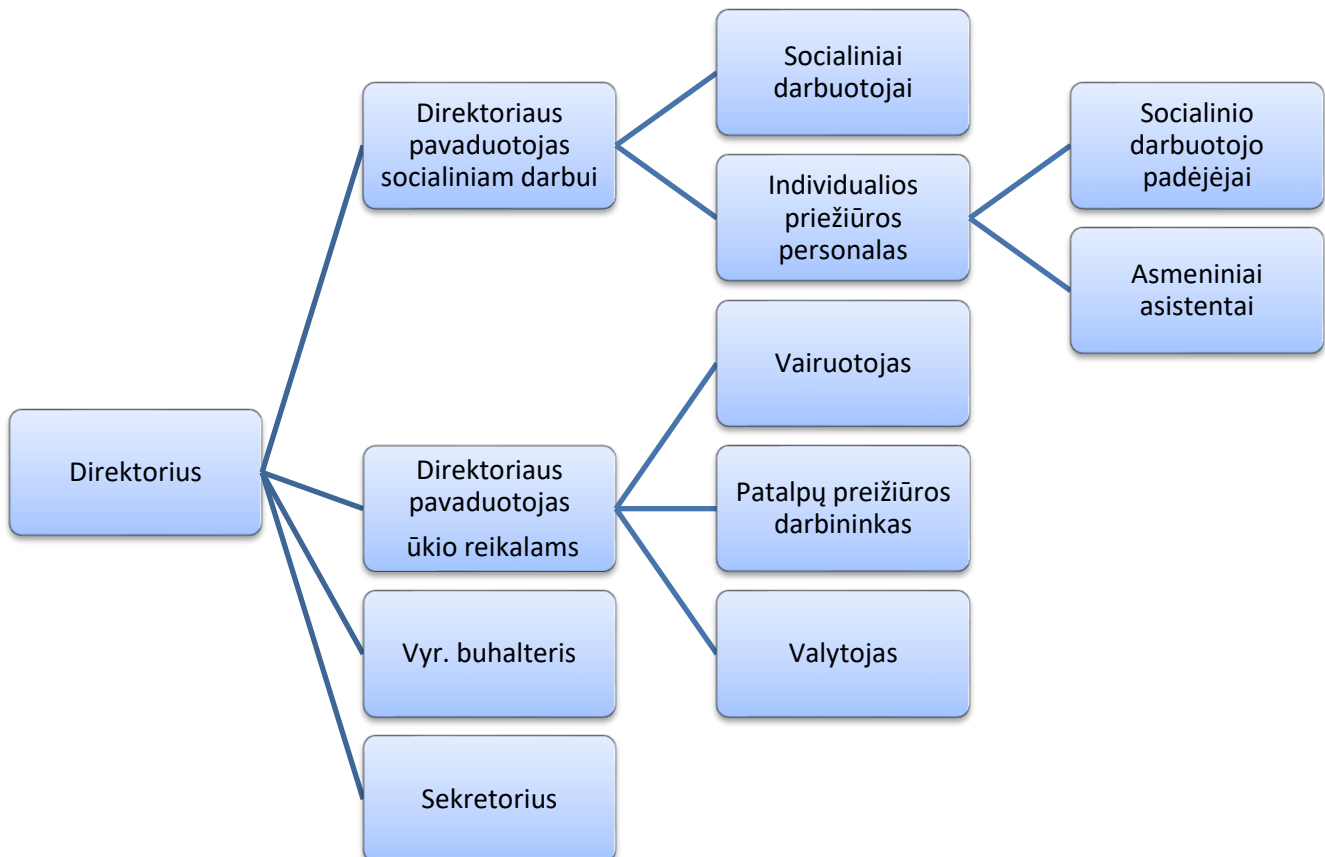 Direktorius
Direktoriaus
pavaduotojas
socialiniam darbui
Socialiniai
darbuotojai
Individualios
priežiūros
personalas
Socialinio
darbuotojo
padėjėjai
Asmeniniai
asistentai
Direktoriaus
pavaduotojas
ūkio reikalams
Vairuotojas
Patalpų preižiūros
darbininkas
Valytojas
Vyr. buhalteris
Sekretorius